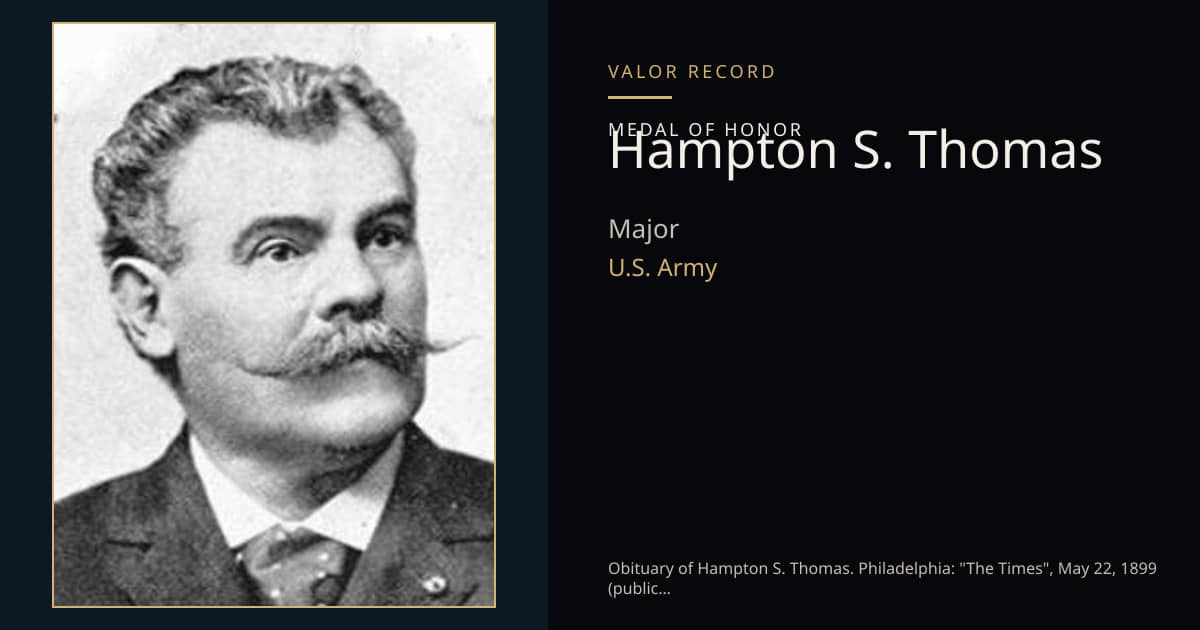 VALOR RECORD
MEDAL OF HONOR
Hampton S. Thomas
Major
U.S. Army
Obituary of Hampton S. Thomas. Philadelphia: "The Times", May 22, 1899
(public...